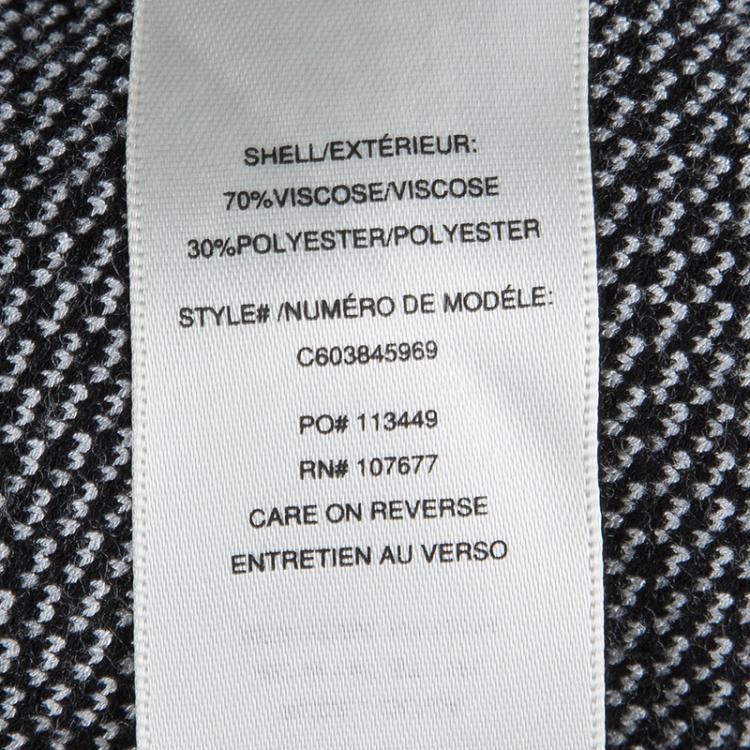 SHELL/EXTÉRIEUR:
70%VISCOSE/VISCOSE
30%POLYESTER/POLYESTER
STYLE# /NUMÉRO DE MODÉLE:
C603845969
PO# 113449
RN# 107677
CARE ON REVERSE
ENTRETIEN AU VERSO